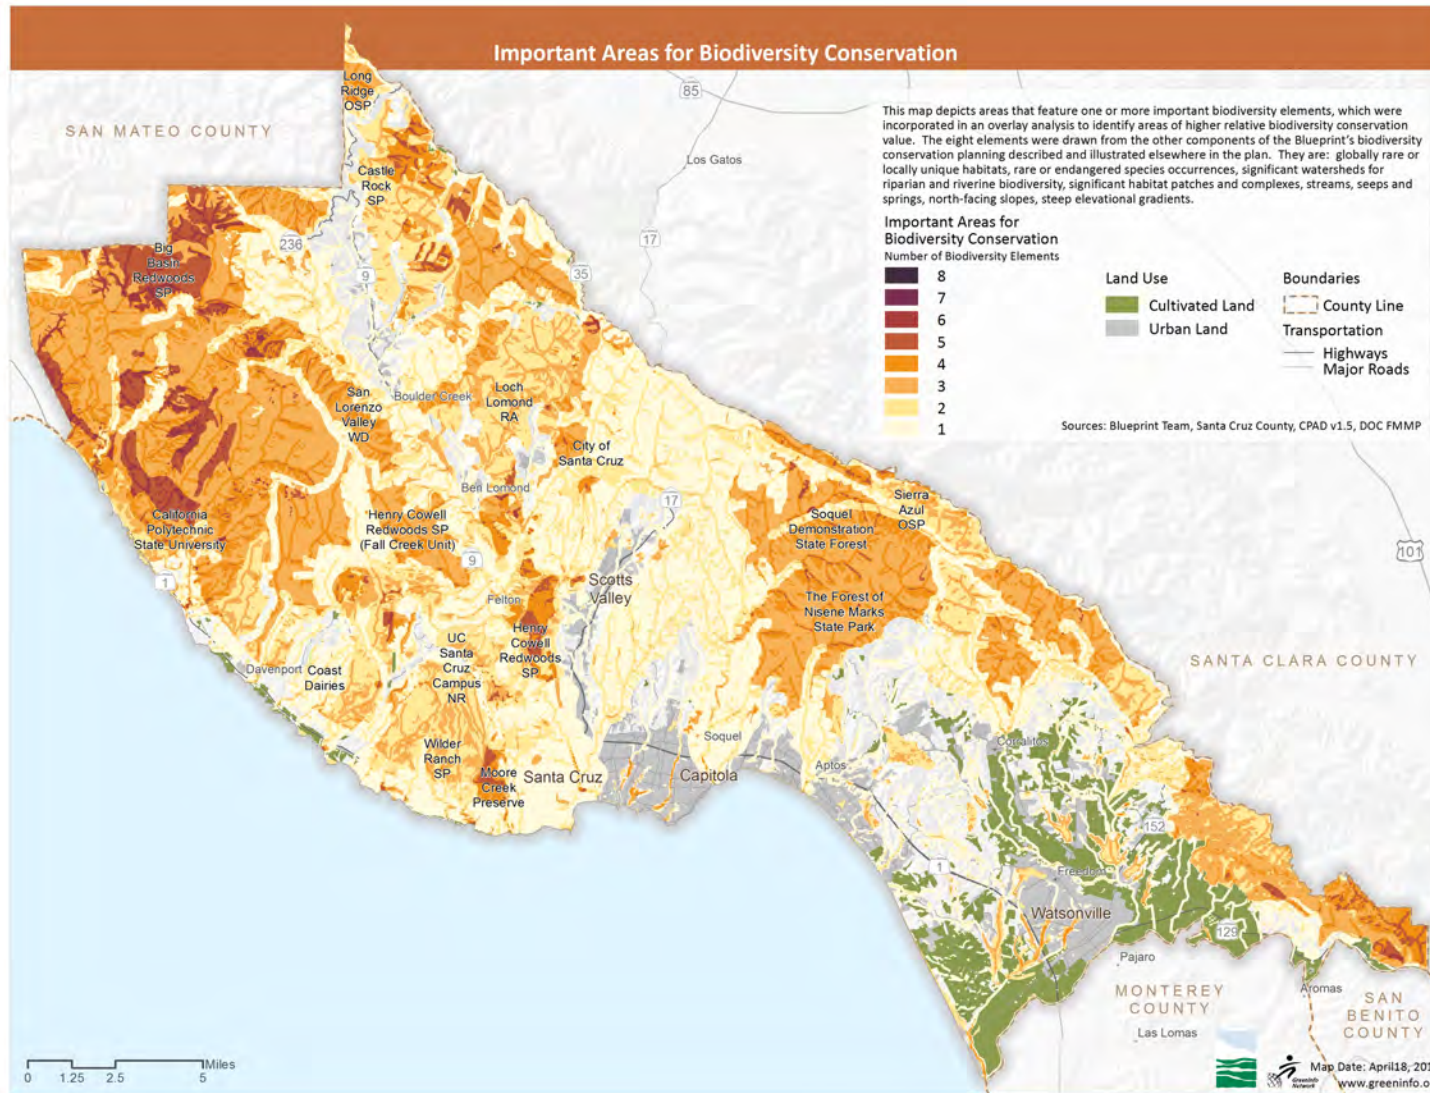 Important Areas for Biodiversity Conservation
This map depicts areas that feature one or more important biodiversity elements, which were
incorporated in an overlay analysis to identify areas of higher relative biodiversity conservation
value. The eight elements were drawn from the other components of the Blueprint's biodiversity
conservation planning described and illustrated elsewhere in the plan. They are: globally rare or
locally unique habitats, rare or endangered species occurrences, significant watersheds for
riparian and riverine biodiversity, significant habitat patches and complexes, streams, seeps and
springs, north-facing slopes, steep elevational gradients.
Important Areas for
Biodiversity Conservation
Number of Biodiversity Elements
8
7
6
5
4
3
2
1
Land Use
Cultivated Land
Urban Land
Boundaries
County Line
Transportation
Highways
Major Roads
Sources: Blueprint Team, Santa Cruz County, CPAD v1.5, DOC FMMP
SAN MATEO COUNTY
Long
Ridge
OSP
85
Los Gatos
Castle
Rock
SP
17
236
Big
Basin
Redwoods
SP
9
35
San
Lorenzo
Valley
WD
Boulder Creek
Loch
Lomond
RA
City of
Santa Cruz
Ben Lomond
17
Sierra
Azul
OSP
Soquel
Demonstration
State Forest
California
Polytechnic
State University
Henry Cowell
Redwoods SP
(Fall Creek Unit)
9
101
1
Scotts
Valley
Felton
The Forest of
Nisene Marks
State Park
Henry
Cowell
Redwoods
SP
UC
Santa
Cruz
Campus
NR
SANTA CLARA COUNTY
Davenport
Coast
Dairies
Wilder
Ranch
SP
Moore
Creek
Preserve
Santa Cruz
Soquel
Capitola
Aptos
Corralitos
152
1
Freedom
Watsonville
129
Pajaro
MONTEREY
COUNTY
Aromas
SAN
BENITO
COUNTY
Las Lomas
0 1.25 2.5 5
Miles
GreenInfo
Network
Map Date: April18, 201
www.greeninfo.o